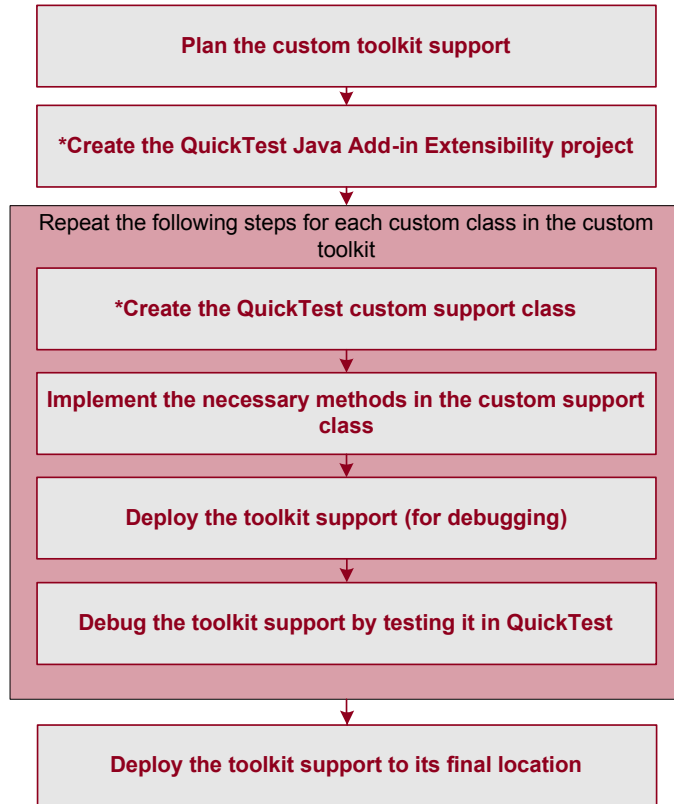 Plan the custom toolkit support
*Create the QuickTest Java Add-in Extensibility project
Repeat the following steps for each custom class in the custom
toolkit
*Create the QuickTest custom support class
Implement the necessary methods in the custom support
class
Deploy the toolkit support (for debugging)
Debug the toolkit support by testing it in QuickTest
Deploy the toolkit support to its final location